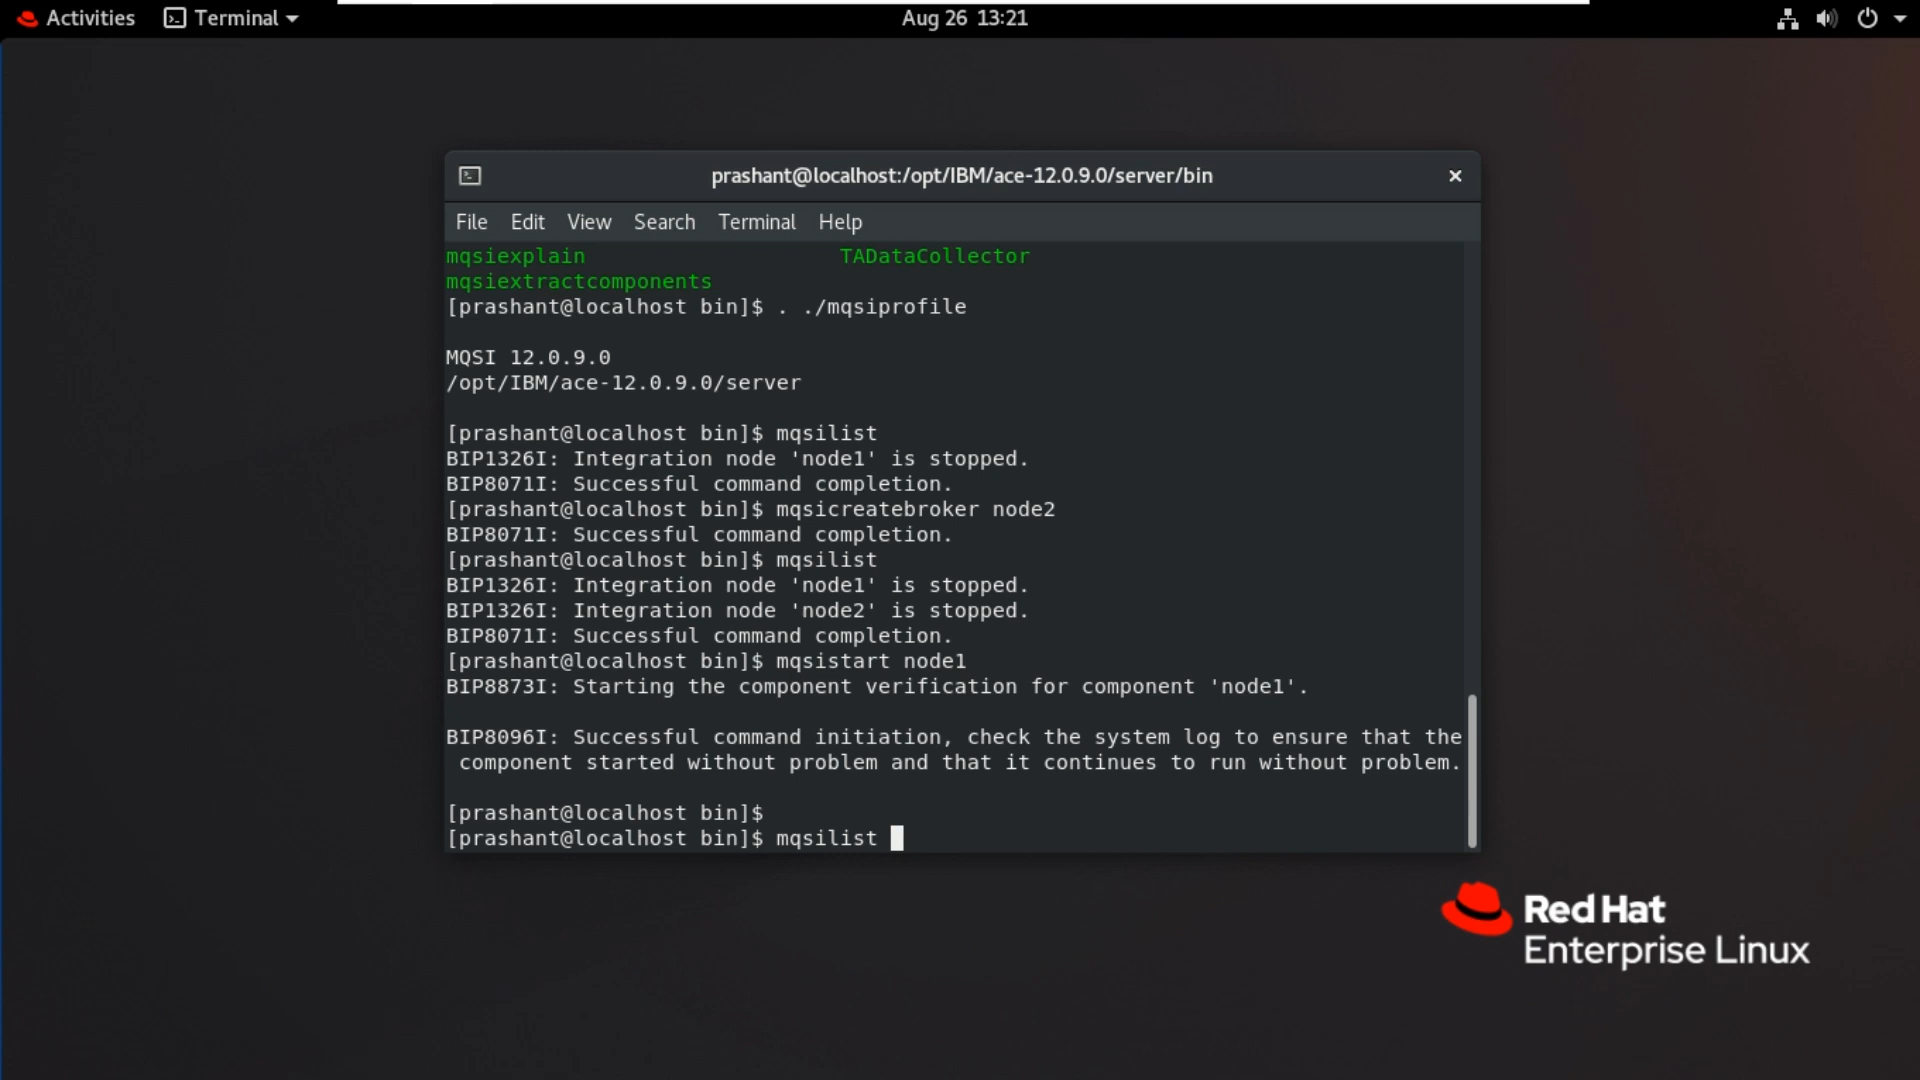 Activities Terminal Aug 26 13:21
prashant@localhost:/opt/IBM/ace-12.0.9.0/server/bin
File Edit View Search Terminal Help
mqsiexplain TADataCollector
mqsiextractcomponents
[prashant@localhost bin]$ . ./mqsiprofile
MQSI 12.0.9.0
/opt/IBM/ace-12.0.9.0/server
[prashant@localhost bin]$ mqsilist
BIP1326I: Integration node 'node1' is stopped.
BIP8071I: Successful command completion.
[prashant@localhost bin]$ mqsicreatebroker node2
BIP8071I: Successful command completion.
[prashant@localhost bin]$ mqsilist
BIP1326I: Integration node 'node1' is stopped.
BIP1326I: Integration node 'node2' is stopped.
BIP8071I: Successful command completion.
[prashant@localhost bin]$ mqsistart node1
BIP8873I: Starting the component verification for component 'node1'.
BIP8096I: Successful command initiation, check the system log to ensure that the
component started without problem and that it continues to run without problem.
[prashant@localhost bin]$
[prashant@localhost bin]$ mqsilist
Red Hat
Enterprise Linux